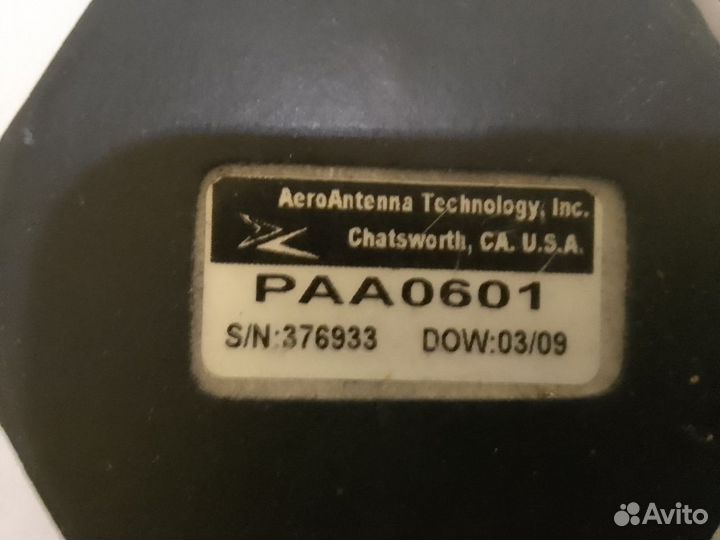 AeroAntenna Technology, Inc.
Chatsworth, CA. U.S.A.
PAA0601
S/N:376933 DOW:03/09
Avito